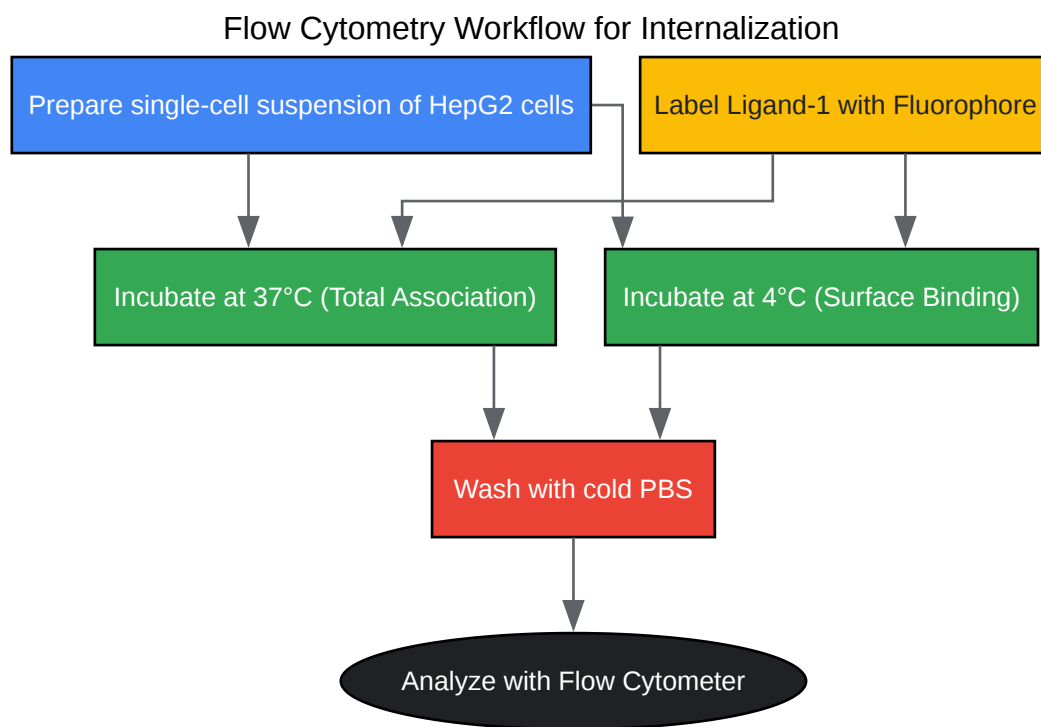 Flow Cytometry Workflow for Internalization
Prepare single-cell suspension of HepG2 cells
Label Ligand-1 with Fluorophore
Incubate at 37°C (Total Association)
Incubate at 4°C (Surface Binding)
Wash with cold PBS
Analyze with Flow Cytometer